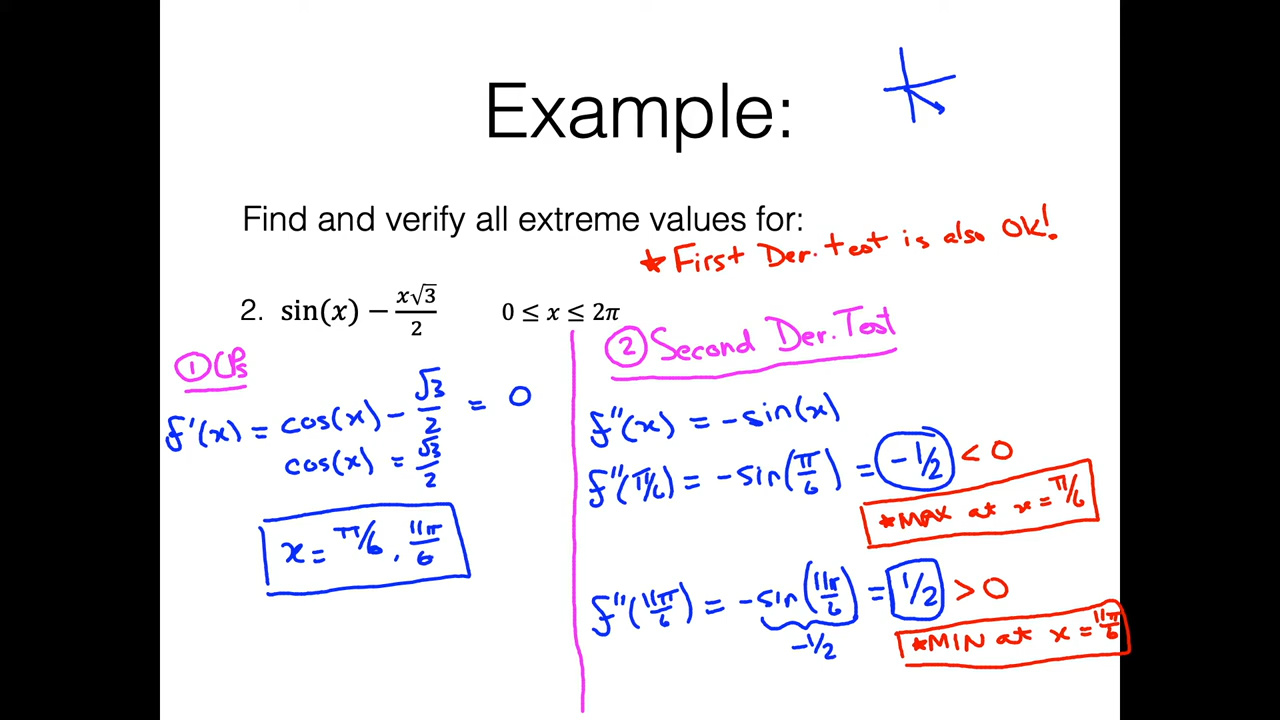 Example:
Find and verify all extreme values for:
* First Der. test is also OK!
2. sin(x) − x√3/2    0 ≤ x ≤ 2π
① CPs
f'(x) = cos(x) − √3/2 = 0
cos(x) = √3/2
x = π/6, 11π/6
② Second Der. Test
f''(x) = −sin(x)
f''(π/6) = −sin(π/6) = −1/2 < 0
*MAX at x = π/6
f''(11π/6) = −sin(11π/6) = 1/2 > 0
−1/2
*MIN at x = 11π/6